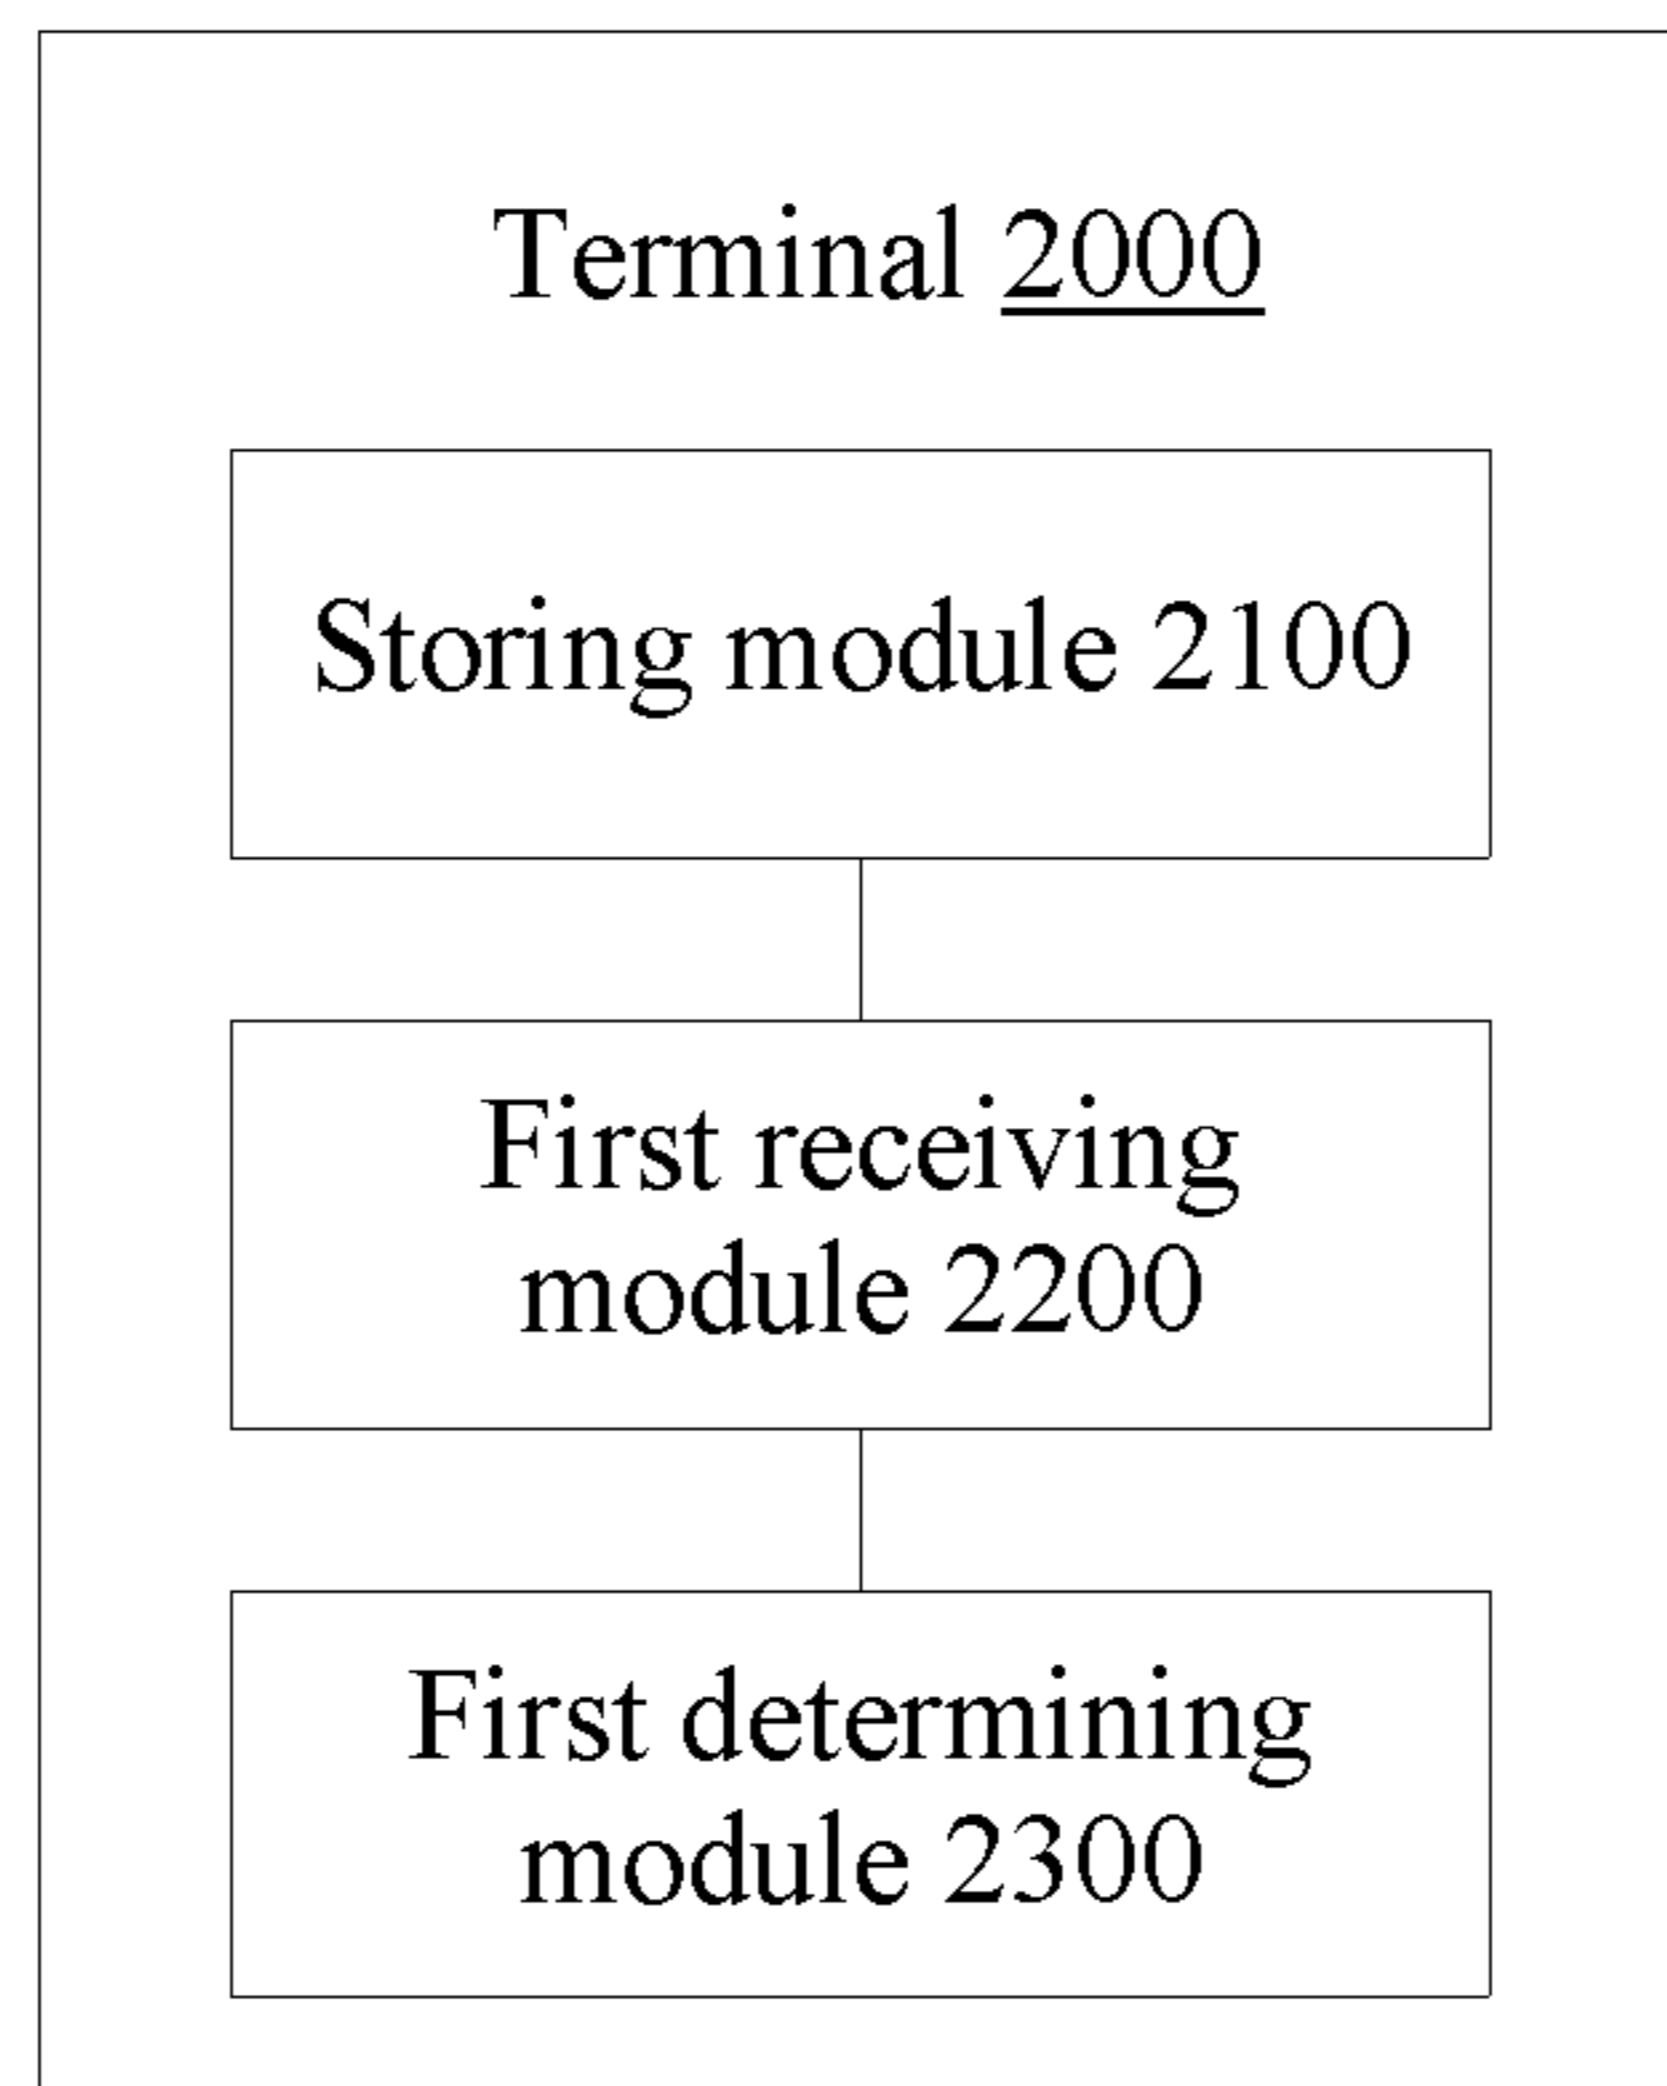 Terminal 2000
Storing module 2100
First receiving
module 2200
First determining
module 2300